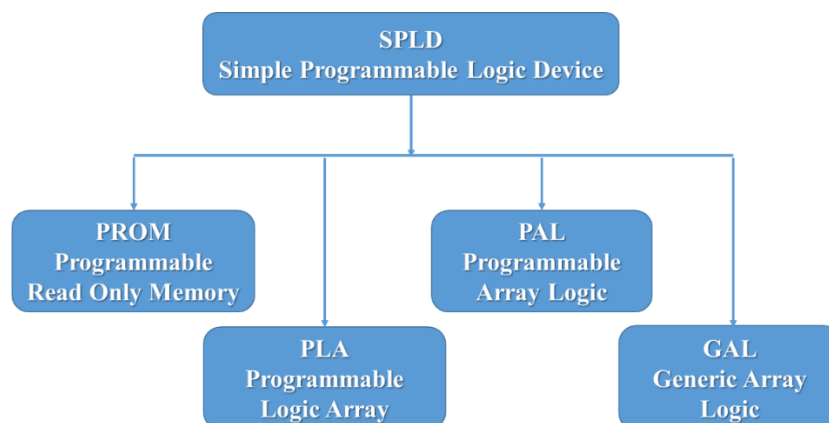 SPLD
Simple Programmable Logic Device
PROM
Programmable
Read Only Memory
PAL
Programmable
Array Logic
PLA
Programmable
Logic Array
GAL
Generic Array
Logic